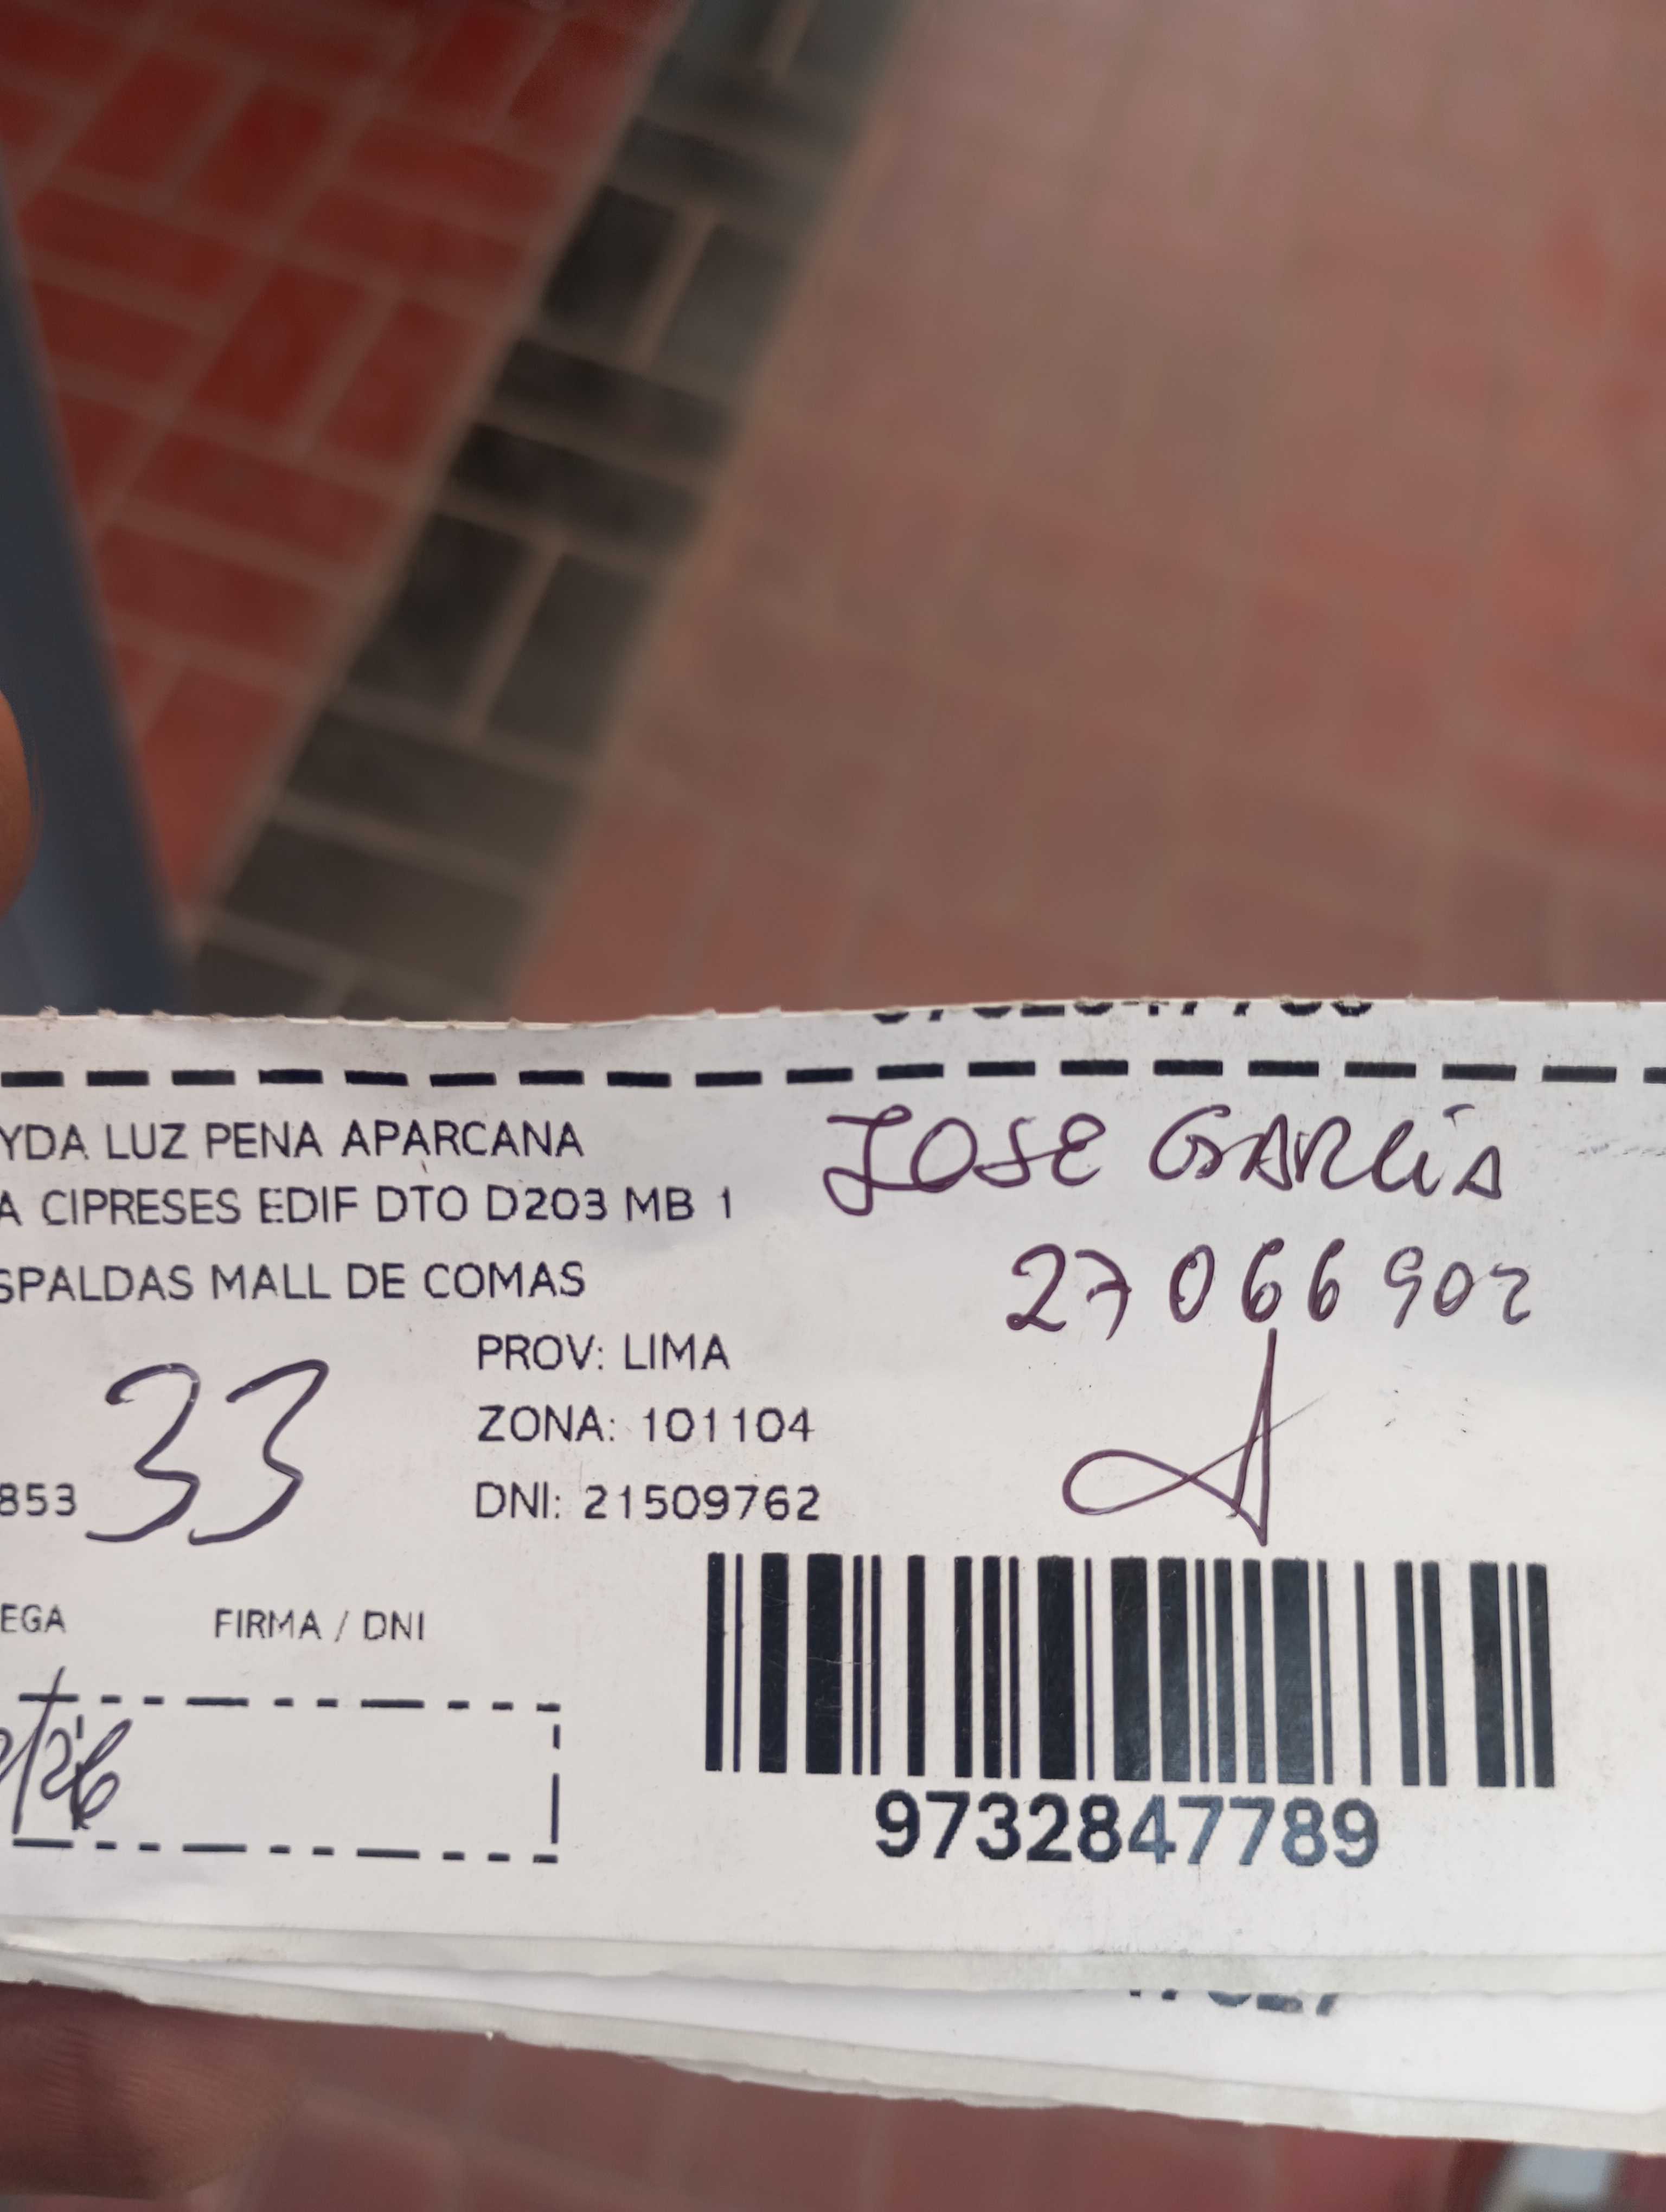 YDA LUZ PENA APARCANA
JOSE GARCÍA
A CIPRESES EDIF DTO D203 MB 1
SPALDAS MALL DE COMAS
27066902
PROV: LIMA
33
ZONA: 101104
853
DNI: 21509762
EGA
FIRMA / DNI
9732847789